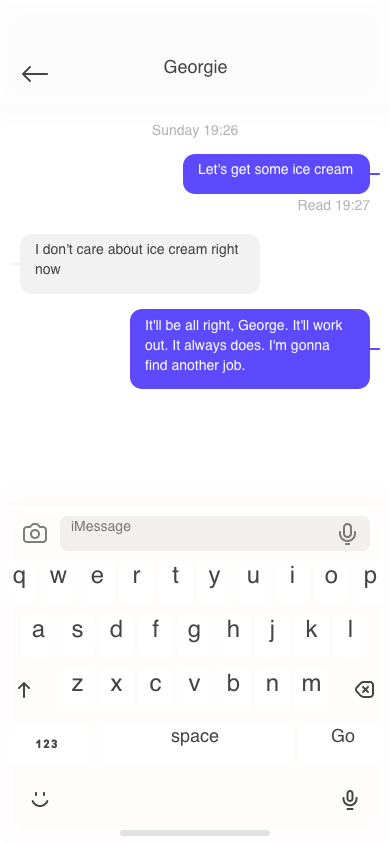 Georgie
Sunday 19:26
Let's get some ice cream
Read 19:27
I don't care about ice cream right
now
It'll be all right, George. It'll work
out. It always does. I'm gonna
find another job.
iMessage
q w e r t y u i o p
a s d f g h j k l
z x c v b n m
123 space Go